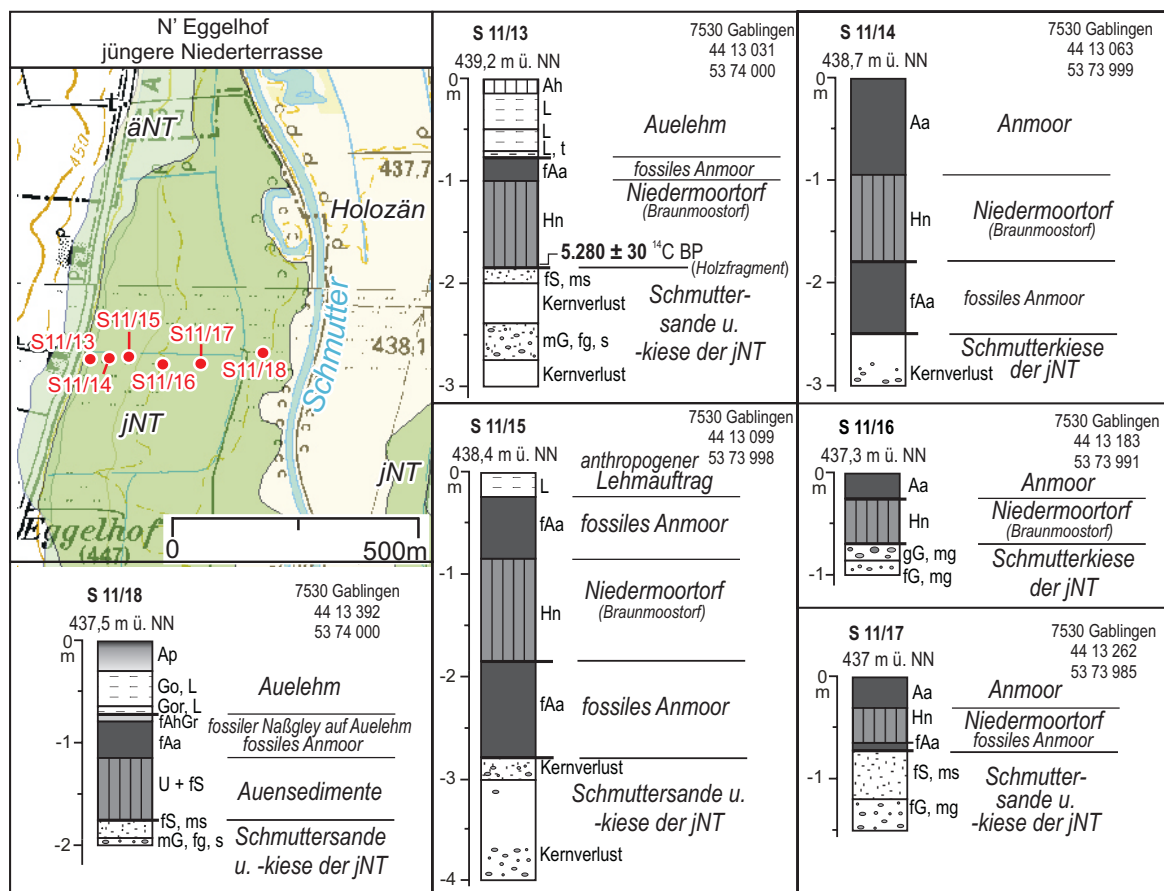 N' Eggelhof
jüngere Niederterrasse
äNT
450
437,7
Holozän
S11/15
S11/13
S11/17
S11/14
S11/16
S11/18
438,1
Schmutter
jNT
jNT
Eggelhof
(447)
0
500m
S 11/13
7530 Gablingen
439,2 m ü. NN
44 13 031
53 74 000
0
m
Ah
L
L
L, t
Auelehm
fAa
fossiles Anmoor
-1
Hn
Niedermoortorf
(Braunmoostorf)
5.280 ± 30 14C BP
(Holzfragment)
-2
fS, ms
Kernverlust
Schmutter-
sande u.
-kiese der jNT
mG, fg, s
Kernverlust
-3
S 11/14
7530 Gablingen
438,7 m ü. NN
44 13 063
53 73 999
0
m
Aa
Anmoor
-1
Hn
Niedermoortorf
(Braunmoostorf)
-2
fAa
fossiles Anmoor
Schmutterkiese
der jNT
Kernverlust
-3
S 11/15
7530 Gablingen
438,4 m ü. NN
44 13 099
53 73 998
0
m
L
anthropogener
Lehmauftrag
fAa
fossiles Anmoor
-1
Hn
Niedermoortorf
(Braunmoostorf)
-2
fAa
fossiles Anmoor
Kernverlust
-3
Schmuttersande u.
-kiese der jNT
Kernverlust
-4
S 11/16
7530 Gablingen
437,3 m ü. NN
44 13 183
53 73 991
0
m
Aa
Anmoor
Hn
Niedermoortorf
(Braunmoostorf)
gG, mg
fG, mg
Schmutterkiese
der jNT
-1
S 11/18
7530 Gablingen
437,5 m ü. NN
44 13 392
53 74 000
0
m
Ap
Go, L
Gor, L
Auelehm
fAhGr
fossiler Naßgley auf Auelehm
fAa
fossiles Anmoor
-1
U + fS
Auensedimente
fS, ms
mG, fg, s
Schmuttersande
u. -kiese der jNT
-2
S 11/17
7530 Gablingen
437 m ü. NN
44 13 262
53 73 985
0
m
Aa
Anmoor
Hn
Niedermoortorf
fAa
fossiles Anmoor
-1
fS, ms
fG, mg
Schmutter-
sande u.
-kiese der jNT